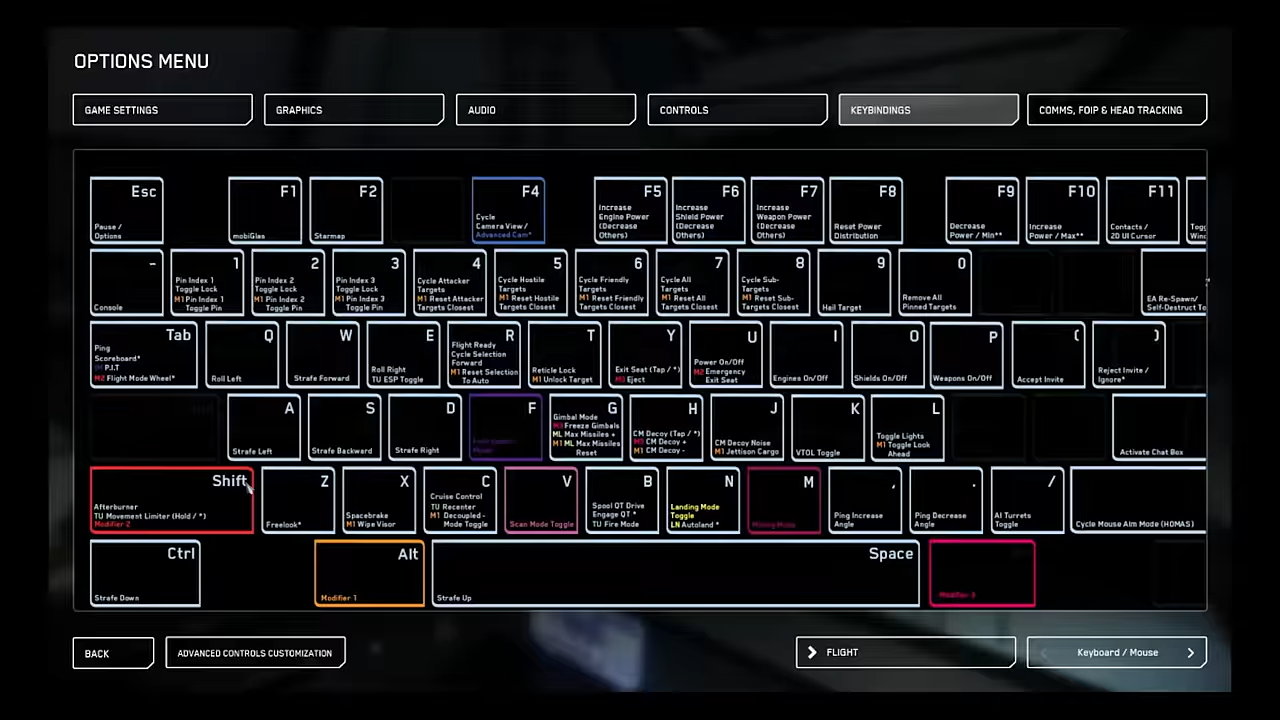 OPTIONS MENU
GAME SETTINGS
GRAPHICS
AUDIO
CONTROLS
KEYBINDINGS
COMMS, FOIP & HEAD TRACKING
Esc
Pause /
Options
F1
mobiGlas
F2
Starmap
F4
Cycle
Camera View /
Advanced Cam*
F5
Increase
Engine Power
(Decrease
Others)
F6
Increase
Shield Power
(Decrease
Others)
F7
Increase
Weapon Power
(Decrease
Others)
F8
Reset Power
Distribution
F9
Decrease
Power / Min**
F10
Increase
Power / Max**
F11
Contacts /
2D UI Cursor
~
Console
1
Pin Index 1
Toggle Lock
M1 Pin Index 1
Toggle Pin
2
Pin Index 2
Toggle Lock
M1 Pin Index 2
Toggle Pin
3
Pin Index 3
Toggle Lock
M1 Pin Index 3
Toggle Pin
4
Cycle Attacker
Targets
M1 Reset Attacker
Targets Closest
5
Cycle Hostile
Targets
M1 Reset Hostile
Targets Closest
6
Cycle Friendly
Targets
M1 Reset Friendly
Targets Closest
7
Cycle All
Targets
M1 Reset All
Targets Closest
8
Cycle Sub-
Targets
M1 Reset Sub-
Targets Closest
9
Hail Target
0
Remove All
Pinned Targets
EA Re-Spawn/
Self-Destruct
Tab
Ping
Scoreboard*
P.I.T
M2 Flight Mode Wheel*
Q
Roll Left
W
Strafe Forward
E
Roll Right
TU ESP Toggle
R
Flight Ready
Cycle Selection
Forward
M1 Reset Selection
To Auto
T
Reticle Lock
M1 Unlock Target
Y
Exit Seat (Tap / *)
Eject
U
Power On/Off
M2 Emergency
Exit Seat
I
Engines On/Off
O
Shields On/Off
P
Weapons On/Off
(
Accept Invite
)
Reject Invite /
Ignore*
A
Strafe Left
S
Strafe Backward
D
Strafe Right
F
G
Gimbal Mode
M3 Freeze Gimbals
ML Max Missiles +
M1 ML Max Missiles
Reset
H
CM Decoy (Tap / *)
M3 CM Decoy +
M1 CM Decoy -
J
CM Decoy Noise
M1 Jettison Cargo
K
VTOL Toggle
L
Toggle Lights
M1 Toggle Look
Ahead
Activate Chat Box
Shift
Afterburner
TU Movement Limiter (Hold / *)
Modifier 2
Z
Freelook*
X
Spacebrake
M1 Wipe Visor
C
Cruise Control
TU Recenter
M1 Decoupled -
Mode Toggle
V
Scan Mode Toggle
B
Spool QT Drive
Engage QT *
TU Fire Mode
N
Landing Mode
Toggle
LN Autoland *
M
Mining Mode
,
Ping Increase
Angle
.
Ping Decrease
Angle
/
AI Turrets
Toggle
Cycle Mouse Aim Mode (HOMAS)
Ctrl
Strafe Down
Alt
Modifier 1
Space
Strafe Up
Modifier 3
BACK
ADVANCED CONTROLS CUSTOMIZATION
FLIGHT
Keyboard / Mouse